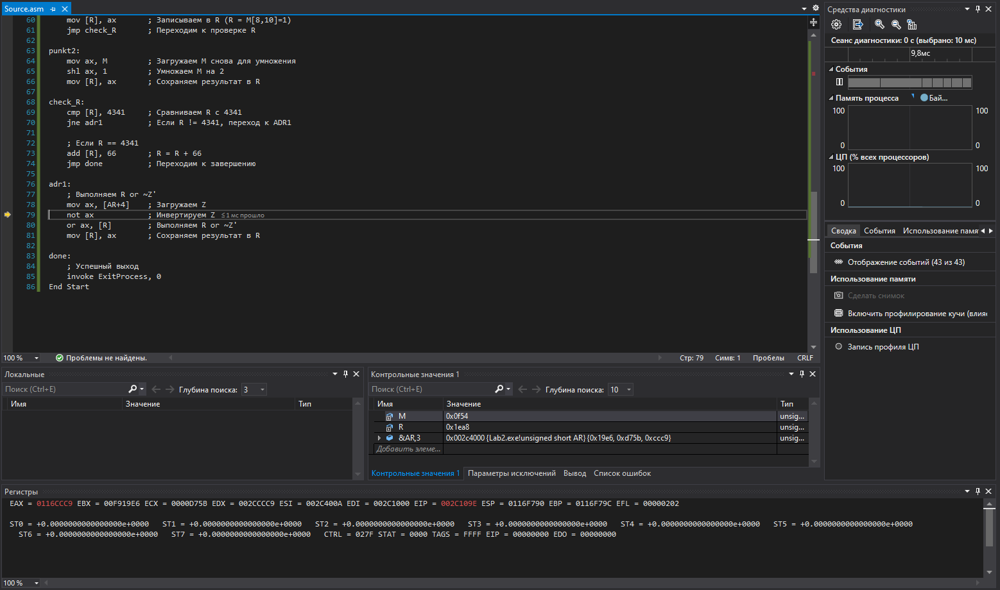 Source.asm
60 mov [R], ax ; Записываем в R (R = M[8,10]=1)
61 jmp check_R ; Переходим к проверке R
62
63 punkt2:
64 mov ax, M ; Загружаем M снова для умножения
65 shl ax, 1 ; Умножаем M на 2
66 mov [R], ax ; Сохраняем результат в R
67
68 check_R:
69 cmp [R], 4341 ; Сравниваем R с 4341
70 jne adr1 ; Если R != 4341, переход к ADR1
71
72 ; Если R == 4341
73 add [R], 66 ; R = R + 66
74 jmp done ; Переходим к завершению
75
76 adr1:
77 ; Выполняем R or ~Z'
78 mov ax, [AR+4] ; Загружаем Z
79 not ax ; Инвертируем Z ≤ 1 мс прошло
80 or ax, [R] ; Выполняем R or ~Z'
81 mov [R], ax ; Сохраняем результат в R
82
83 done:
84 ; Успешный выход
85 invoke ExitProcess, 0
86 End Start
100 % Проблемы не найдены. Стр: 79 Симв: 1 Пробелы CRLF
Средства диагностики
Сеанс диагностики: 0 с (выбрано: 10 мс)
9,8мс
События
Память процесса Бай...
100 100
0 0
ЦП (% всех процессоров)
100 100
0 0
Сводка События Использование памят
События
Отображение событий (43 из 43)
Использование памяти
Сделать снимок
Включить профилирование кучи (влияе
Использование ЦП
Запись профиля ЦП
Локальные
Поиск (Ctrl+E) Глубина поиска: 3
Имя Значение Тип
Контрольные значения 1
Поиск (Ctrl+E) Глубина поиска: 10
Имя Значение Тип
M 0x0f54 unsig...
R 0x1ea8 unsig...
&AR,3 0x002c4000 {Lab2.exe!unsigned short AR} {0x19e6, 0xd75b, 0xccc9} unsig...
Добавить элеме...
Контрольные значения 1 Параметры исключений Вывод Список ошибок
Регистры
EAX = 0116CCC9 EBX = 00F919E6 ECX = 0000D75B EDX = 002CCCC9 ESI = 002C400A EDI = 002C1000 EIP = 002C109E ESP = 0116F790 EBP = 0116F79C EFL = 00000202
ST0 = +0.0000000000000000e+0000 ST1 = +0.0000000000000000e+0000 ST2 = +0.0000000000000000e+0000 ST3 = +0.0000000000000000e+0000 ST4 = +0.0000000000000000e+0000 ST5 = +0.0000000000000000e+0000
ST6 = +0.0000000000000000e+0000 ST7 = +0.0000000000000000e+0000 CTRL = 027F STAT = 0000 TAGS = FFFF EIP = 00000000 EDO = 00000000
100 %